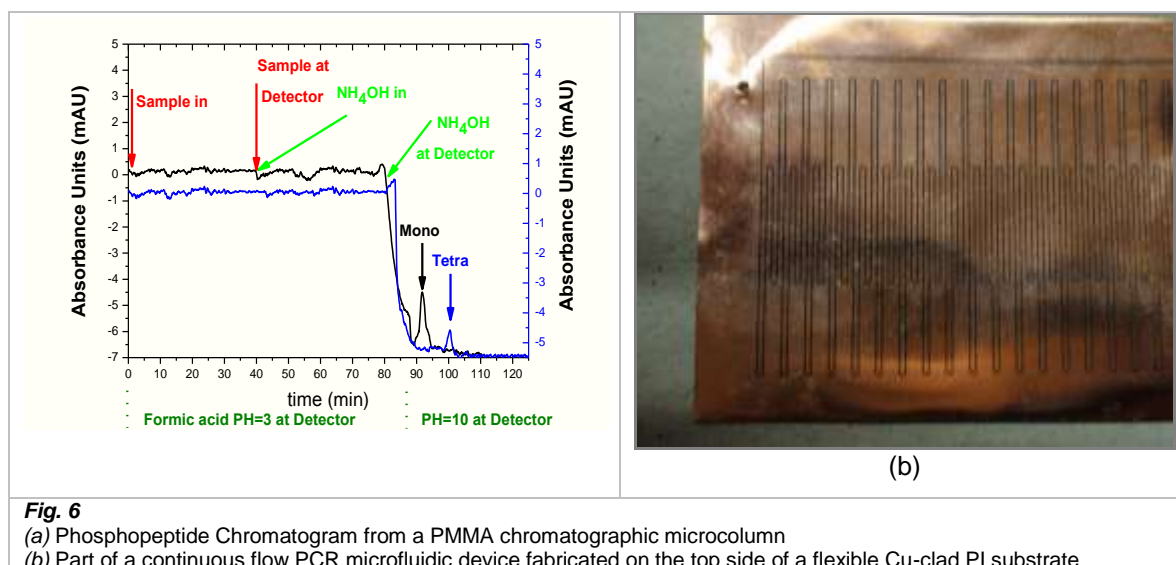 Absorbance Units (mAU)
5
4
3
2
1
0
-1
-2
-3
-4
-5
-6
-7
Sample in
Sample at
Detector
NH4OH in
NH4OH
at Detector
Mono
Tetra
5
4
3
2
1
0
-1
-2
-3
-4
-5
Absorbance Units (mAU)
0 10 20 30 40 50 60 70 80 90 100 110 120
time (min)
Formic acid PH=3 at Detector
PH=10 at Detector
(b)
Fig. 6
(a) Phosphopeptide Chromatogram from a PMMA chromatographic microcolumn
(b) Part of a continuous flow PCR microfluidic device fabricated on the top side of a flexible Cu-clad PI substrate